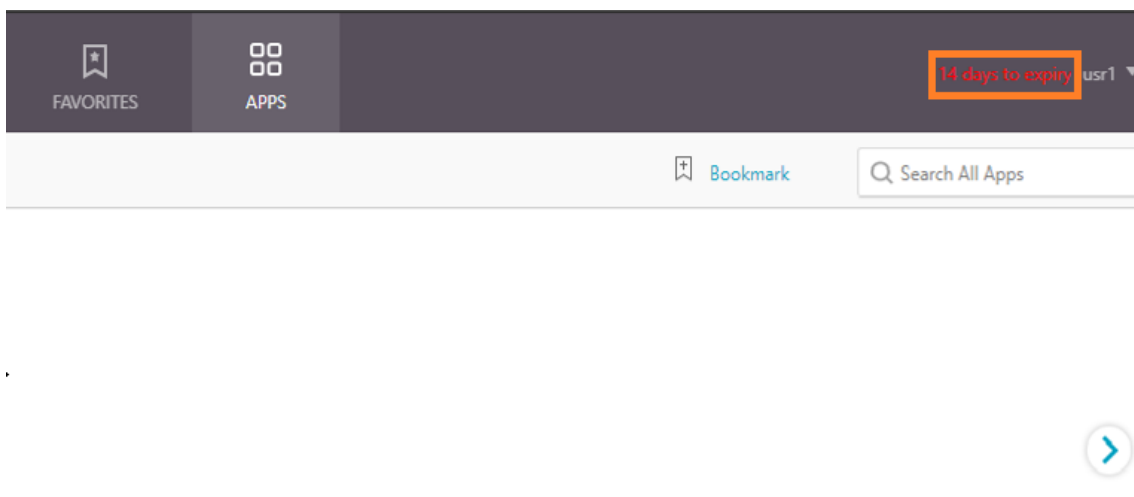 14 days to expiry usr1
FAVORITES
APPS
Bookmark
Search All Apps